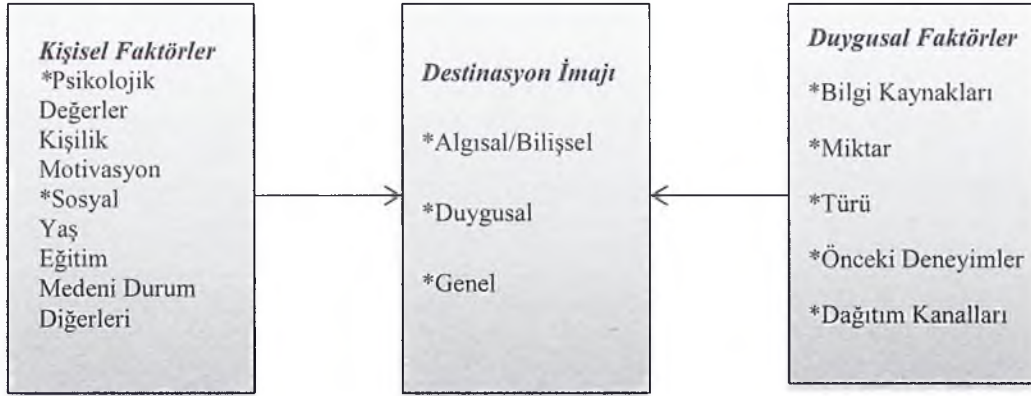 Kişisel Faktörler
*Psikolojik
Değerler
Kişilik
Motivasyon
*Sosyal
Yaş
Eğitim
Medeni Durum
Diğerleri
Destinasyon İmajı
*Algısal/Bilişsel
*Duygusal
*Genel
Duygusal Faktörler
*Bilgi Kaynakları
*Miktar
*Türü
*Önceki Deneyimler
*Dağıtım Kanalları